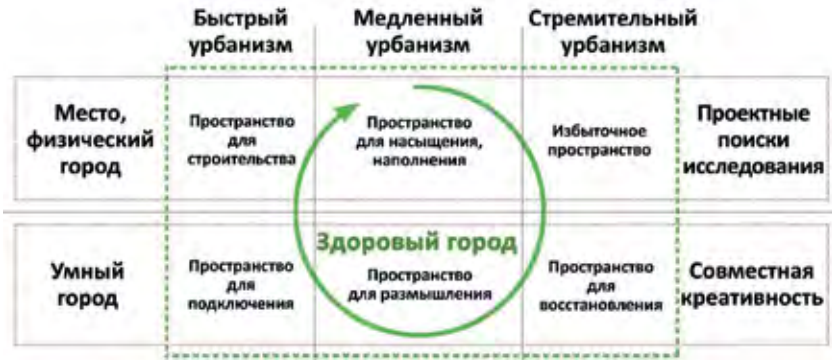 Быстрый
урбанизм
Медленный
урбанизм
Стремительный
урбанизм
Место,
физический
город
Пространство
для
строительства
Пространство
для насыщения,
наполнения
Избыточное
пространство
Проектные
поиски
исследования
Здоровый город
Умный
город
Пространство
для
подключения
Пространство
для размышления
Пространство
для
восстановления
Совместная
креативность